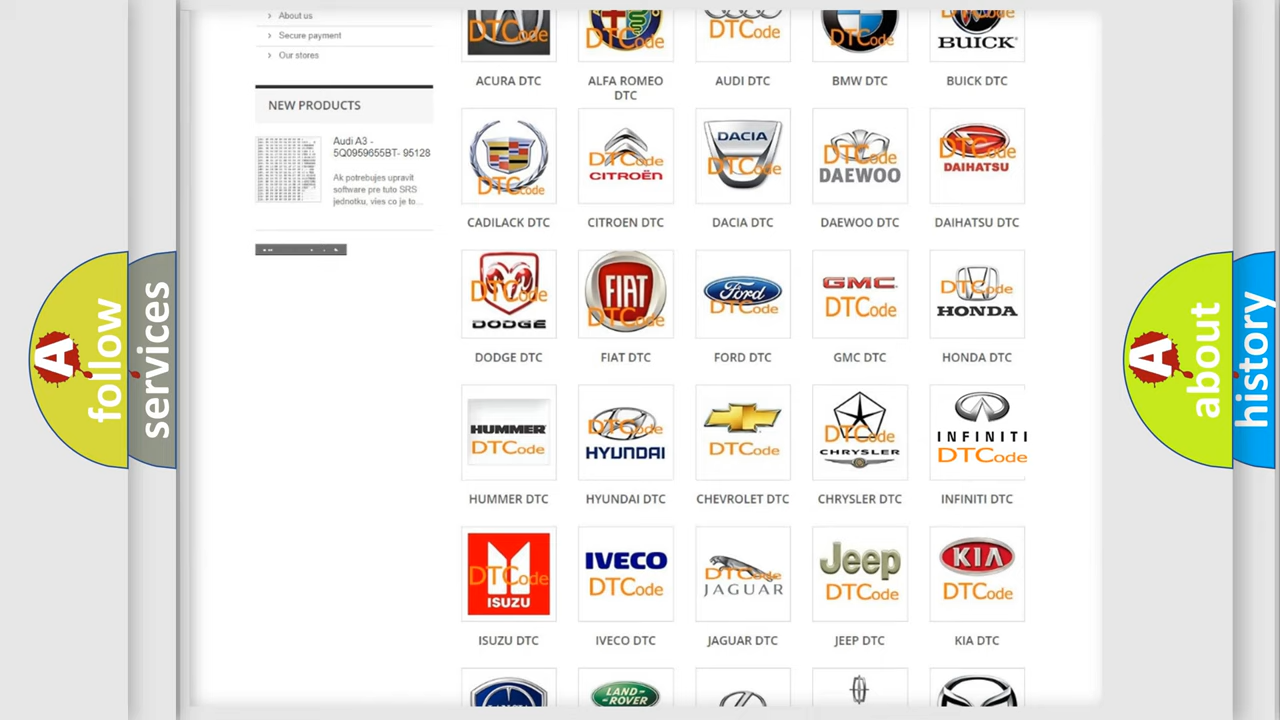 About us
Secure payment
Our stores
NEW PRODUCTS
Audi A3 -
5Q0959655BT- 95128
Ak potrebujes upravit
software pre tuto SRS
jednotku, vies co je to...
DTCode
DTCode
DTCode
DTCode
DTCode
BUICK
ACURA DTC
ALFA ROMEO
DTC
AUDI DTC
BMW DTC
BUICK DTC
DTCode
DTCode
CITROËN
DACIA
DTCode
DTCode
DAEWOO
DTCode
DAIHATSU
CADILACK DTC
CITROEN DTC
DACIA DTC
DAEWOO DTC
DAIHATSU DTC
DTCode
DODGE
FIAT
DTCode
Ford
DTCode
GMC
DTCode
DTCode
HONDA
DODGE DTC
FIAT DTC
FORD DTC
GMC DTC
HONDA DTC
HUMMER
DTCode
DTCode
HYUNDAI
DTCode
DTCode
CHRYSLER
INFINITI
DTCode
HUMMER DTC
HYUNDAI DTC
CHEVROLET DTC
CHRYSLER DTC
INFINITI DTC
DTCode
ISUZU
IVECO
DTCode
DTCode
JAGUAR
Jeep
DTCode
KIA
DTCode
ISUZU DTC
IVECO DTC
JAGUAR DTC
JEEP DTC
KIA DTC
LAND-
ROVER
A
follow
services
A
about
history